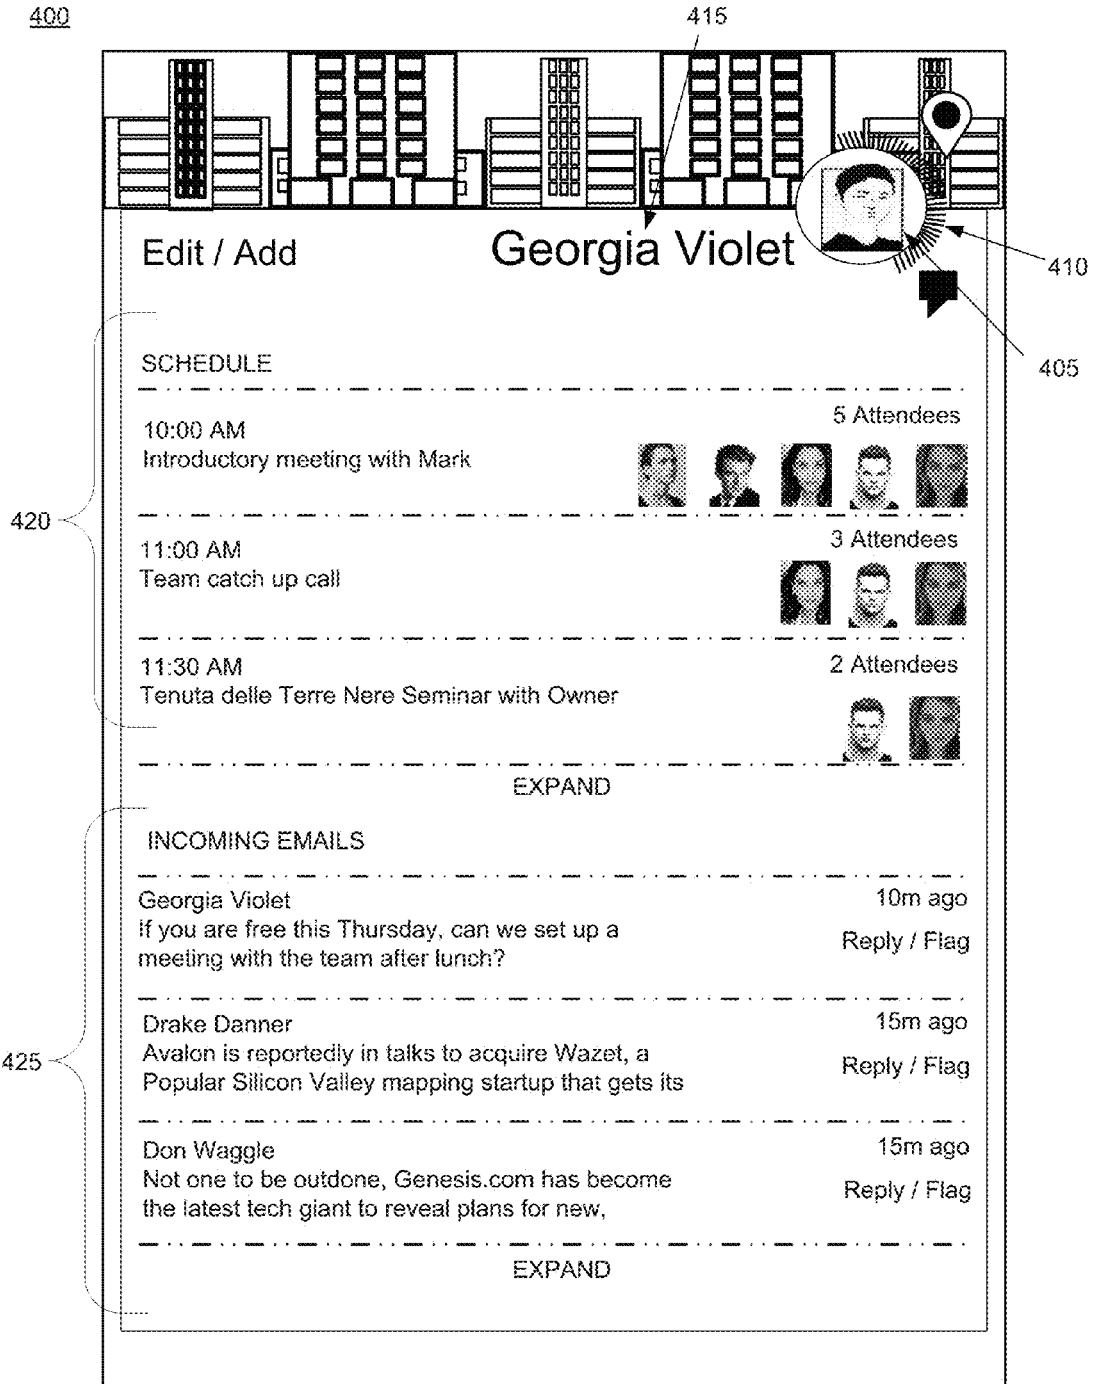 400
415
Edit / Add
Georgia Violet
410
405
SCHEDULE
5 Attendees
10:00 AM
Introductory meeting with Mark
420
3 Attendees
11:00 AM
Team catch up call
2 Attendees
11:30 AM
Tenuta delle Terre Nere Seminar with Owner
EXPAND
INCOMING EMAILS
Georgia Violet
10m ago
If you are free this Thursday, can we set up a
Reply / Flag
meeting with the team after lunch?
Drake Danner
15m ago
425
Avalon is reportedly in talks to acquire Wazet, a
Reply / Flag
Popular Silicon Valley mapping startup that gets its
Don Waggle
15m ago
Not one to be outdone, Genesis.com has become
Reply / Flag
the latest tech giant to reveal plans for new,
EXPAND